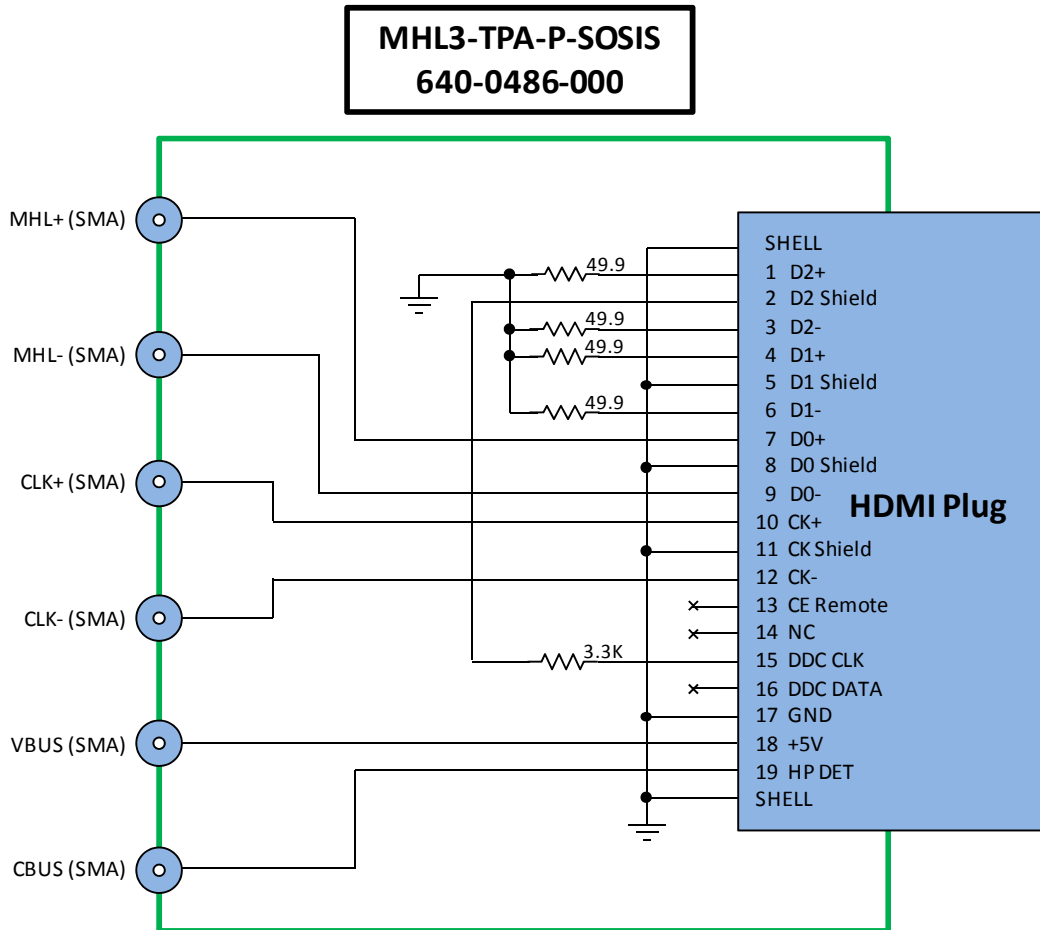 MHL3-TPA-P-SOSIS
640-0486-000
MHL+ (SMA)
MHL- (SMA)
CLK+ (SMA)
CLK- (SMA)
VBUS (SMA)
CBUS (SMA)
49.9
49.9
49.9
49.9
3.3K
SHELL
1 D2+
2 D2 Shield
3 D2-
4 D1+
5 D1 Shield
6 D1-
7 D0+
8 D0 Shield
9 D0-
10 CK+
11 CK Shield
12 CK-
13 CE Remote
14 NC
15 DDC CLK
16 DDC DATA
17 GND
18 +5V
19 HP DET
SHELL
HDMI Plug